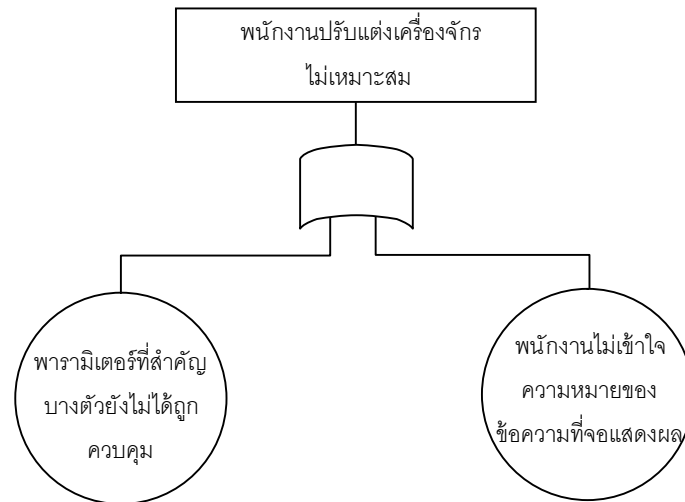 พนักงานปรับแต่งเครื่องจักร
ไม่เหมาะสม
พารามิเตอร์ที่สำคัญ
บางตัวยังไม่ได้ถูก
ควบคุม
พนักงานไม่เข้าใจ
ความหมายของ
ข้อความที่จอแสดงผล